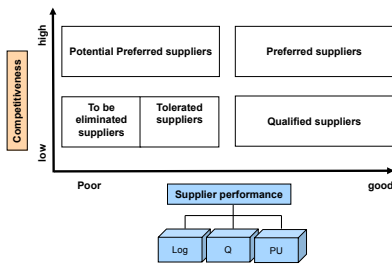 high
Competitiveness
low
Potential Preferred suppliers
Preferred suppliers
To be
eliminated
suppliers
Tolerated
suppliers
Qualified suppliers
Poor
good
Supplier performance
Log
Q
PU